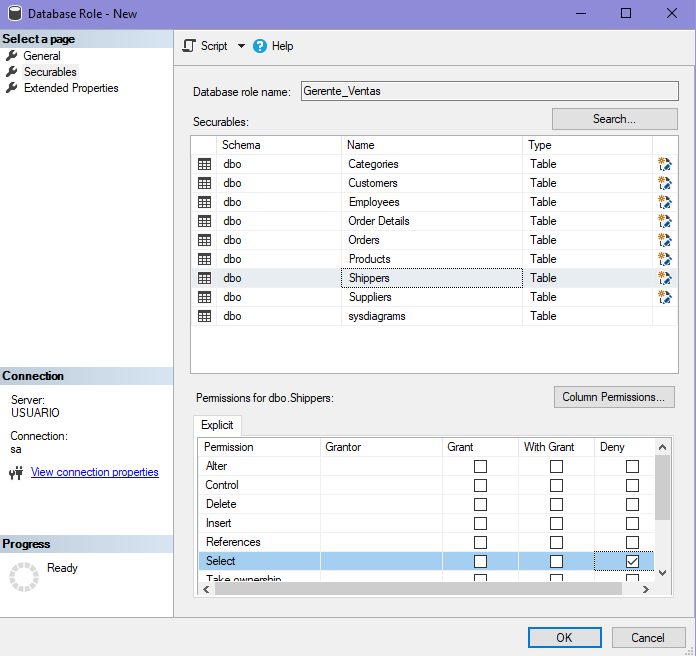 Database Role - New
Select a page
General
Securables
Extended Properties
Script Help
Database role name: Gerente_Ventas
Securables:
Search...
Schema Name Type
dbo Categories Table
dbo Customers Table
dbo Employees Table
dbo Order Details Table
dbo Orders Table
dbo Products Table
dbo Shippers Table
dbo Suppliers Table
dbo sysdiagrams Table
Connection
Server:
USUARIO
Connection:
sa
View connection properties
Progress
Ready
Permissions for dbo.Shippers:
Column Permissions...
Explicit
Permission Grantor Grant With Grant Deny
Alter
Control
Delete
Insert
References
Select
Take ownership
OK Cancel